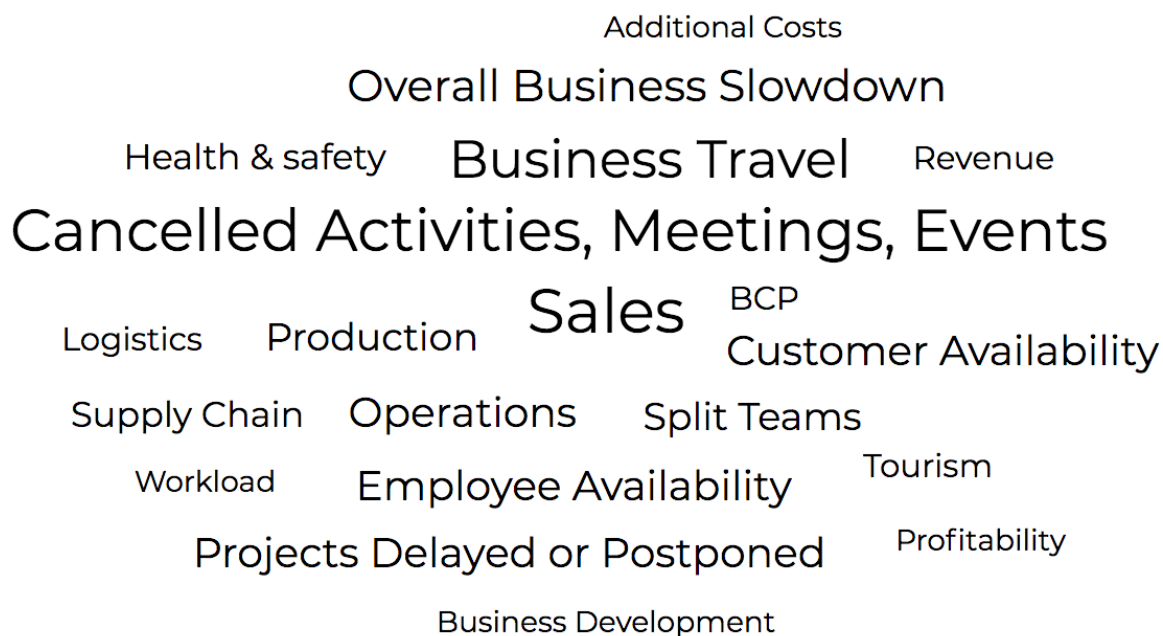 Additional Costs
Overall Business Slowdown
Health & safety
Business Travel
Revenue
Cancelled Activities, Meetings, Events
Sales
BCP
Logistics
Production
Customer Availability
Supply Chain
Operations
Split Teams
Workload
Employee Availability
Tourism
Projects Delayed or Postponed
Profitability
Business Development